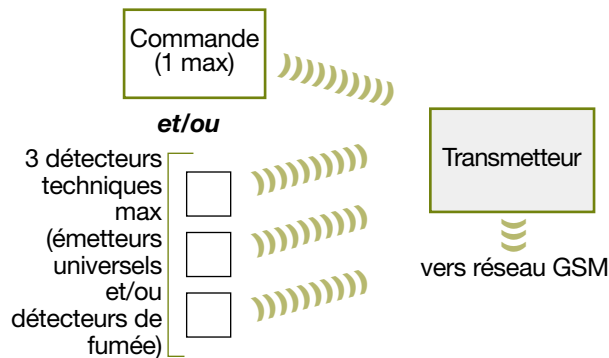 Commande
(1 max)
et/ou
3 détecteurs
techniques
max
(émetteurs
universels
et/ou
détecteurs de
fumée)
Transmetteur
vers réseau GSM